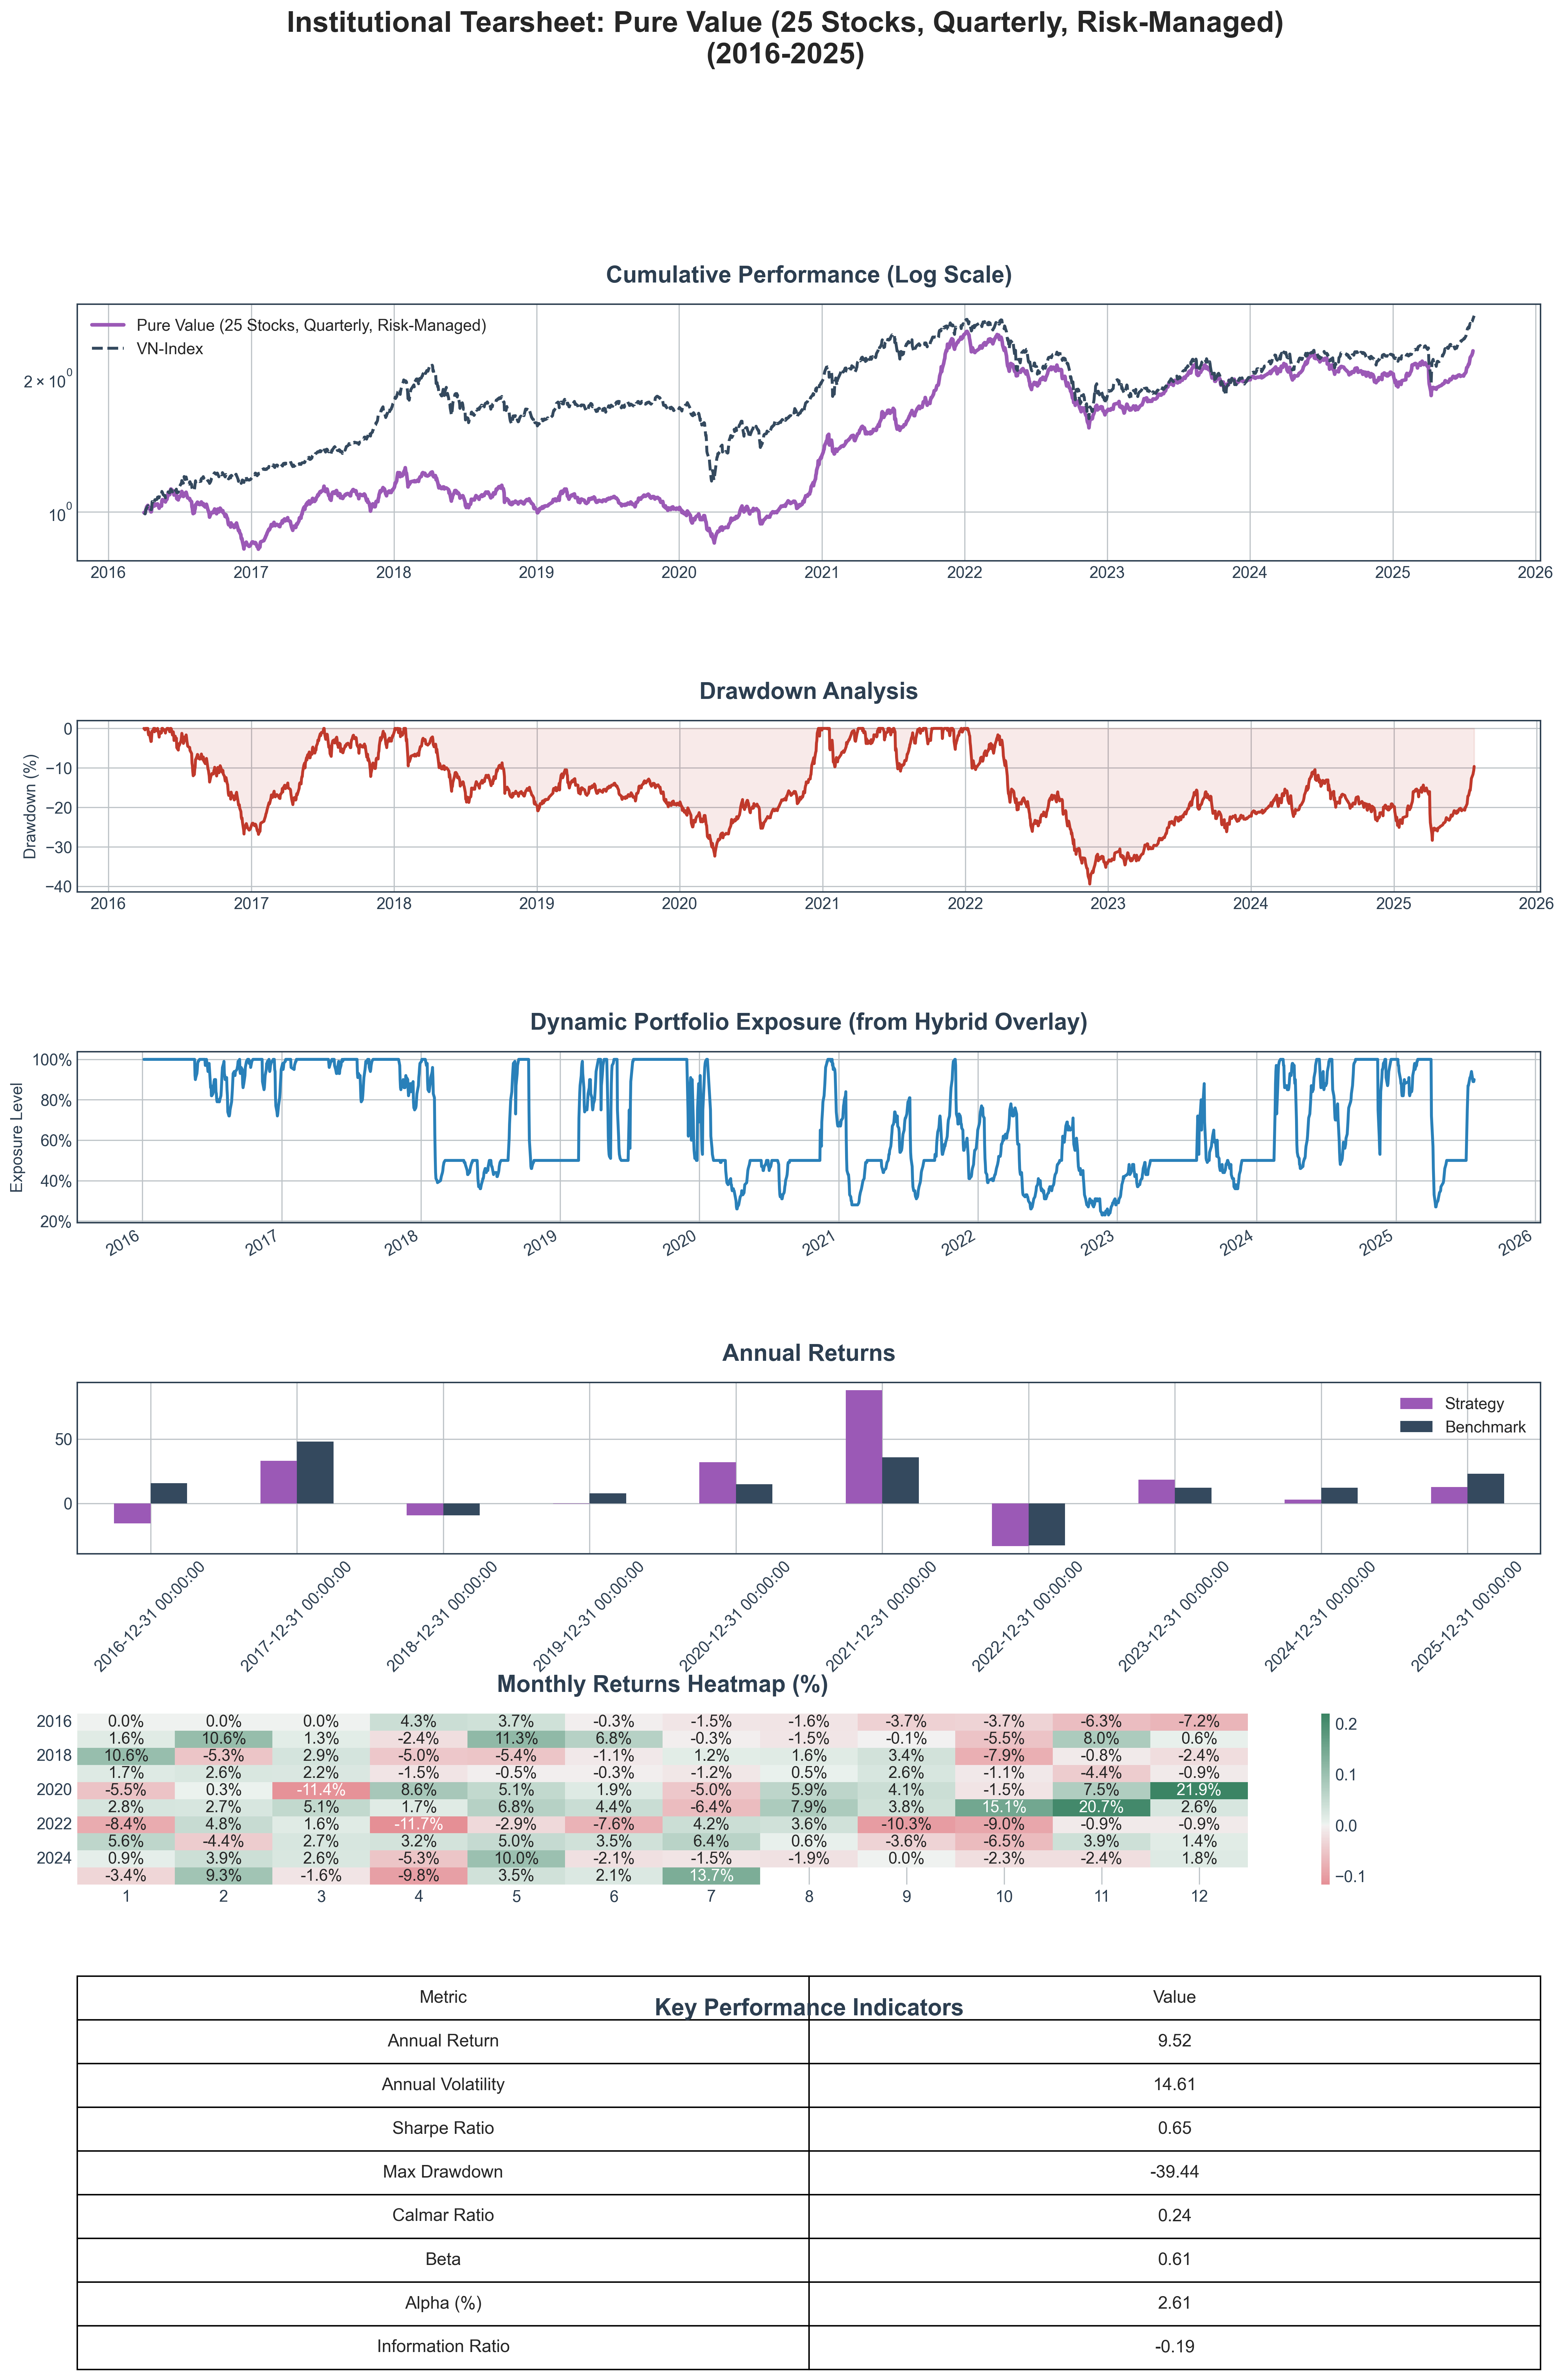 Institutional Tearsheet: Pure Value (25 Stocks, Quarterly, Risk-Managed)
(2016-2025)
Cumulative Performance (Log Scale)
Pure Value (25 Stocks, Quarterly, Risk-Managed)
VN-Index
2 × 10^0
10^0
2016 2017 2018 2019 2020 2021 2022 2023 2024 2025 2026
Drawdown Analysis
Drawdown (%)
0
−10
−20
−30
−40
2016 2017 2018 2019 2020 2021 2022 2023 2024 2025 2026
Dynamic Portfolio Exposure (from Hybrid Overlay)
Exposure Level
100%
80%
60%
40%
20%
2016 2017 2018 2019 2020 2021 2022 2023 2024 2025 2026
Annual Returns
Strategy
Benchmark
50
0
2016-12-31 00:00:00 2017-12-31 00:00:00 2018-12-31 00:00:00 2019-12-31 00:00:00 2020-12-31 00:00:00 2021-12-31 00:00:00 2022-12-31 00:00:00 2023-12-31 00:00:00 2024-12-31 00:00:00 2025-12-31 00:00:00
Monthly Returns Heatmap (%)
2016 0.0% 0.0% 0.0% 4.3% 3.7% -0.3% -1.5% -1.6% -3.7% -3.7% -6.3% -7.2%
1.6% 10.6% 1.3% -2.4% 11.3% 6.8% -0.3% -1.5% -0.1% -5.5% 8.0% 0.6%
2018 10.6% -5.3% 2.9% -5.0% -5.4% -1.1% 1.2% 1.6% 3.4% -7.9% -0.8% -2.4%
1.7% 2.6% 2.2% -1.5% -0.5% -0.3% -1.2% 0.5% 2.6% -1.1% -4.4% -0.9%
2020 -5.5% 0.3% -11.4% 8.6% 5.1% 1.9% -5.0% 5.9% 4.1% -1.5% 7.5% 21.9%
2.8% 2.7% 5.1% 1.7% 6.8% 4.4% -6.4% 7.9% 3.8% 15.1% 20.7% 2.6%
2022 -8.4% 4.8% 1.6% -11.7% -2.9% -7.6% 4.2% 3.6% -10.3% -9.0% -0.9% -0.9%
5.6% -4.4% 2.7% 3.2% 5.0% 3.5% 6.4% 0.6% -3.6% -6.5% 3.9% 1.4%
2024 0.9% 3.9% 2.6% -5.3% 10.0% -2.1% -1.5% -1.9% 0.0% -2.3% -2.4% 1.8%
-3.4% 9.3% -1.6% -9.8% 3.5% 2.1% 13.7%
1 2 3 4 5 6 7 8 9 10 11 12
0.2
0.1
0.0
−0.1
Key Performance Indicators
Metric Value
Annual Return 9.52
Annual Volatility 14.61
Sharpe Ratio 0.65
Max Drawdown -39.44
Calmar Ratio 0.24
Beta 0.61
Alpha (%) 2.61
Information Ratio -0.19